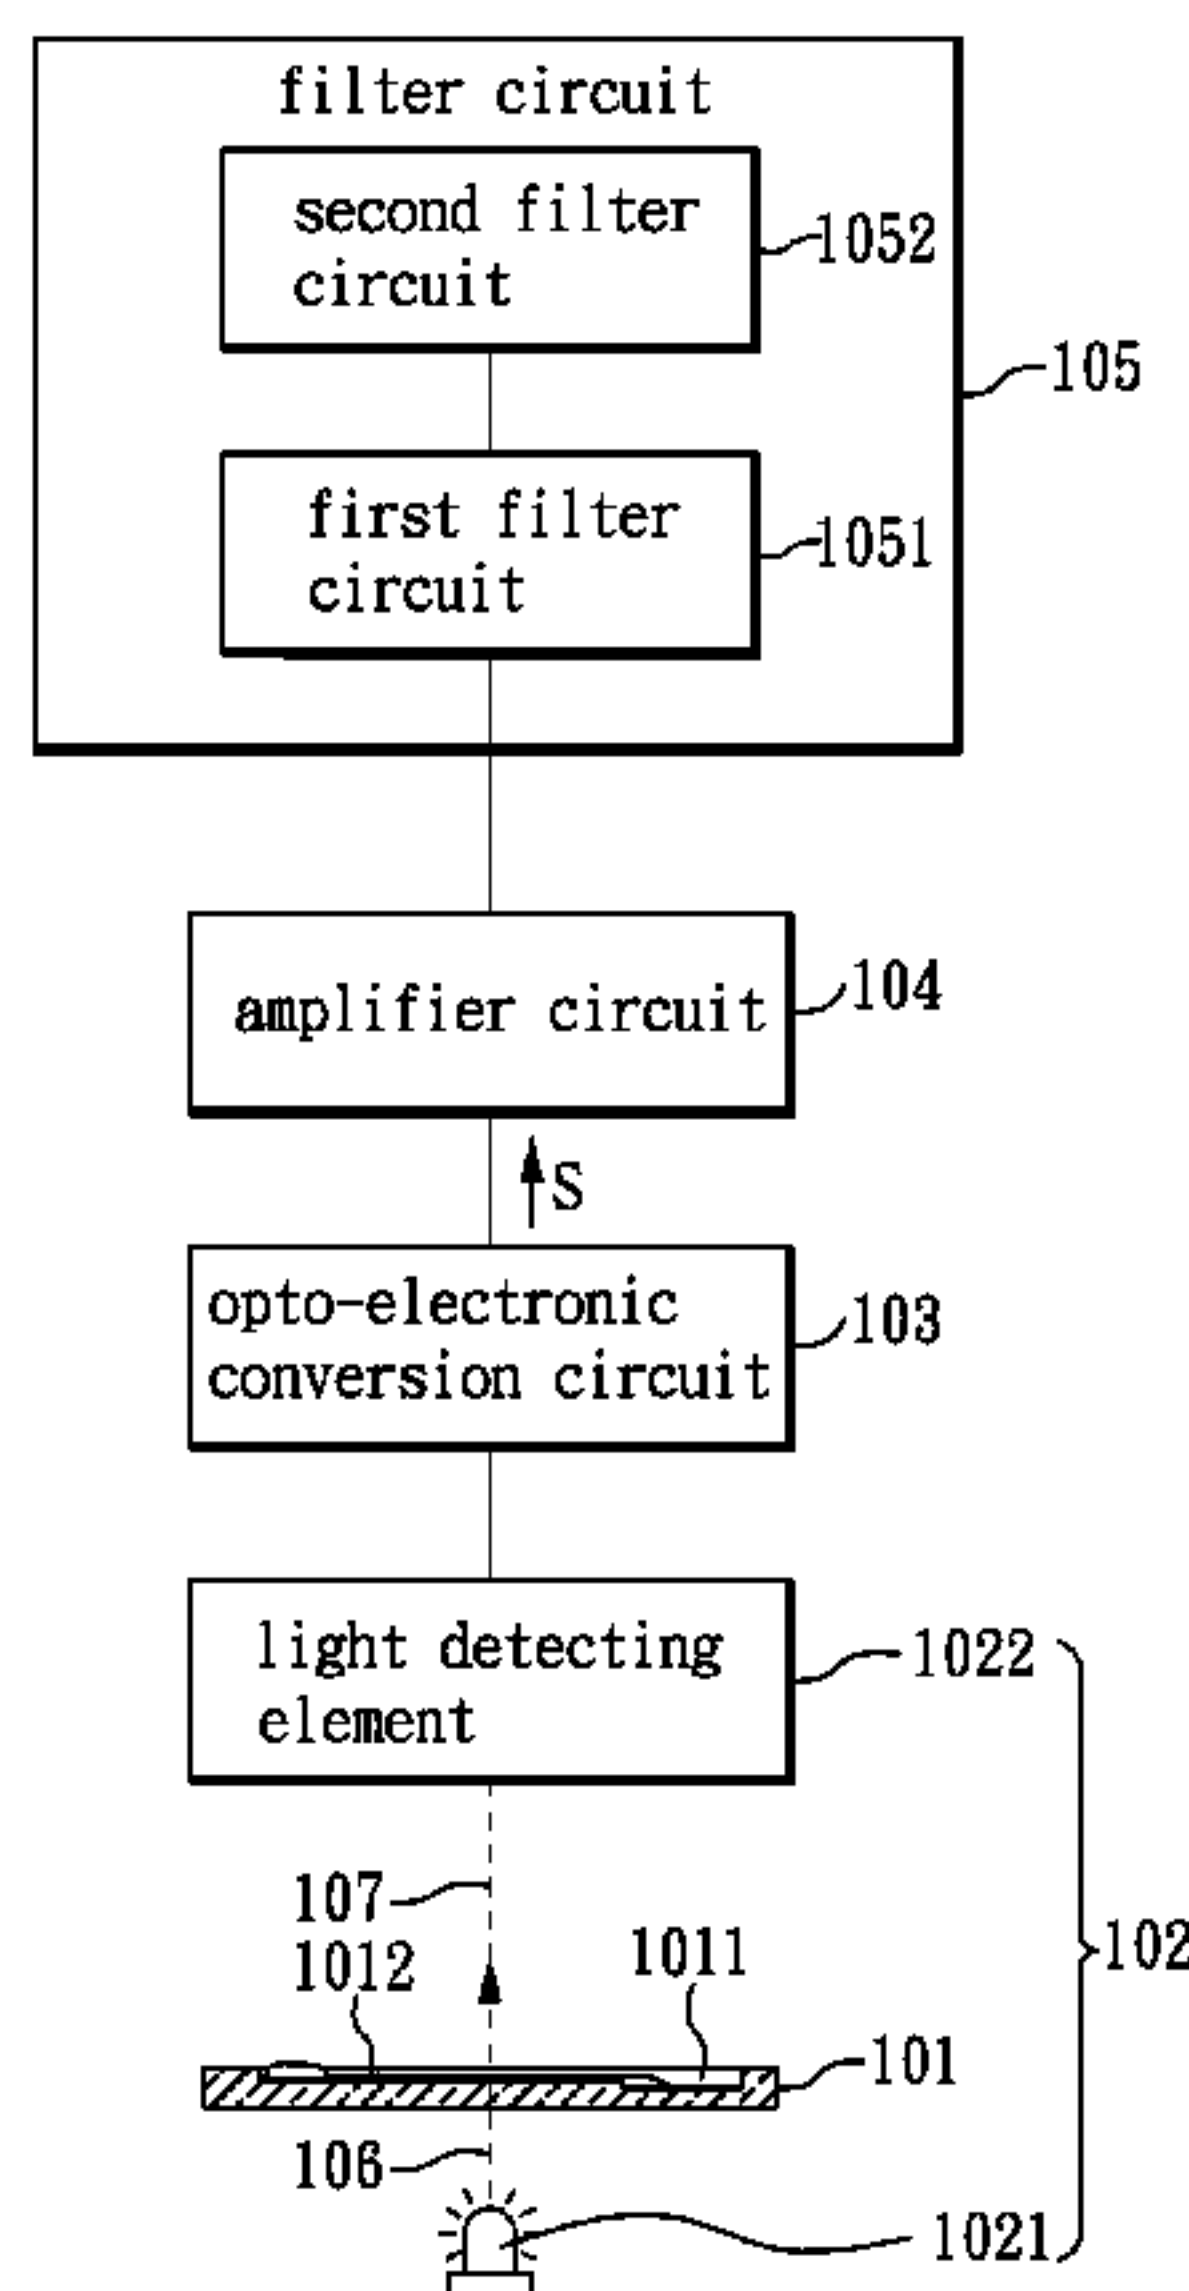 filter circuit
second filter
circuit
1052
105
first filter
circuit
1051
amplifier circuit
104
S
opto-electronic
conversion circuit
103
light detecting
element
1022
107
1012
1011
102
101
106
1021